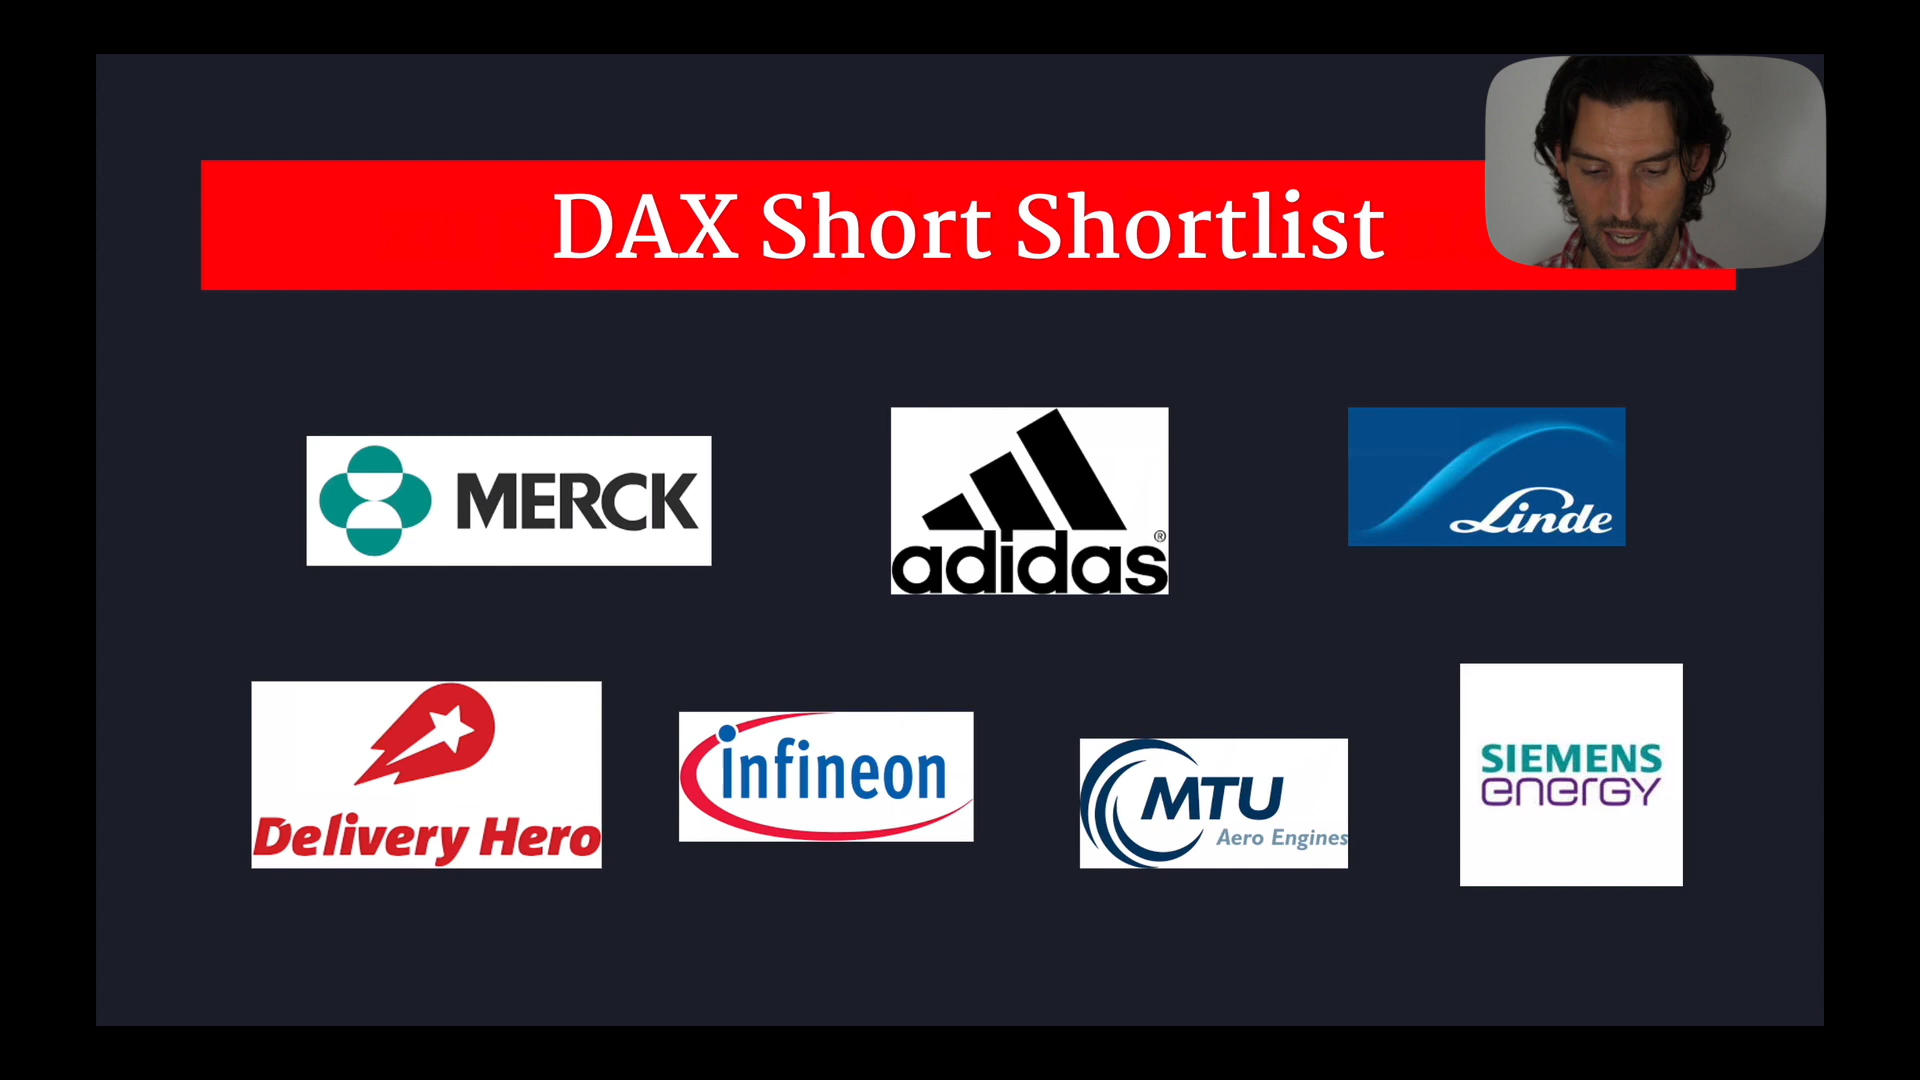 DAX Short Shortlist
MERCK
adidas®
Linde
Delivery Hero
infineon
MTU
Aero Engines
SIEMENS
energy